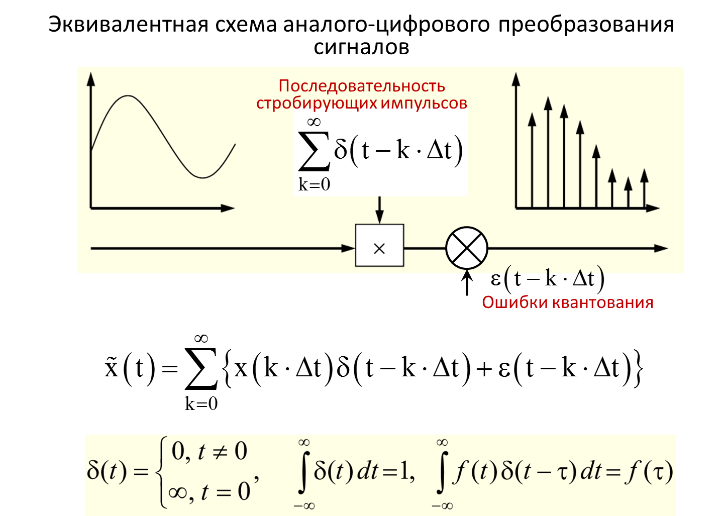 Эквивалентная схема аналого-цифрового преобразования
сигналов
Последовательность
стробирующих импульсов
∞
∑ δ(t − k · Δt)
k=0
×
ε(t − k · Δt)
Ошибки квантования
∞
x̃(t) = ∑ {x(k · Δt)δ(t − k · Δt) + ε(t − k · Δt)}
k=0
δ(t) = {0, t ≠ 0
∞, t = 0 , ∫_{−∞}^{∞} δ(t) dt = 1, ∫_{−∞}^{∞} f(t) δ(t − τ) dt = f(τ)